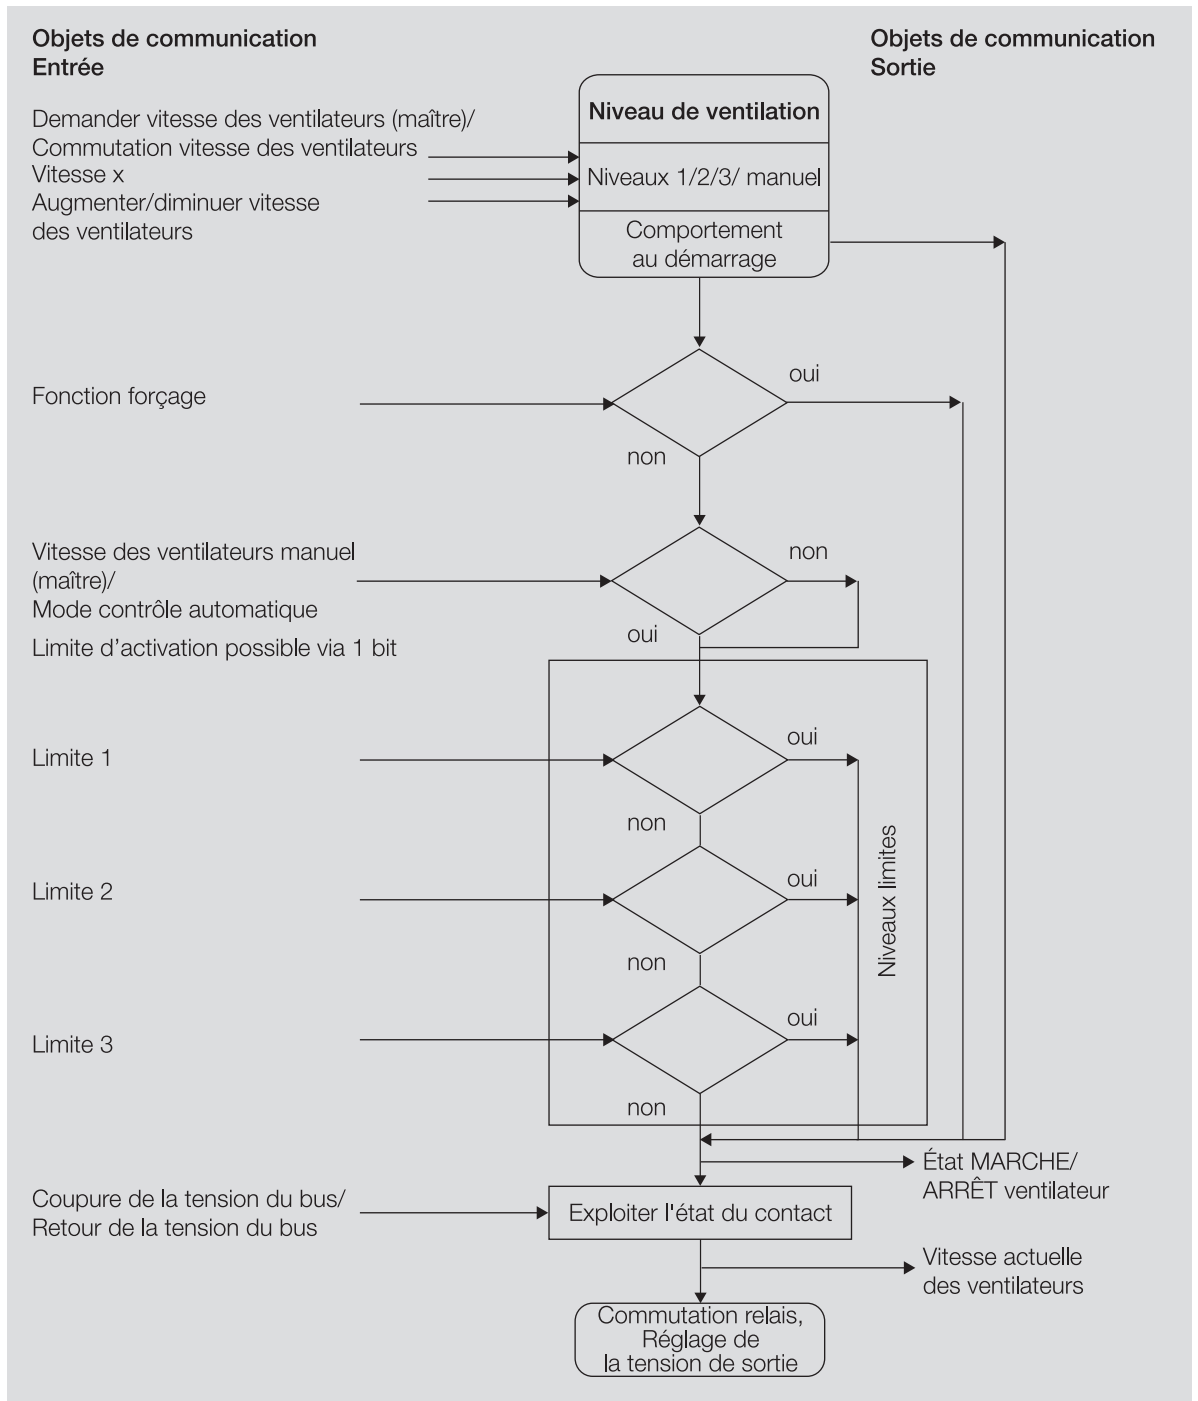 Objets de communication
Entrée
Objets de communication
Sortie
Demander vitesse des ventilateurs (maître)/
Commutation vitesse des ventilateurs
Vitesse x
Augmenter/diminuer vitesse
des ventilateurs
Niveau de ventilation
Niveaux 1/2/3/ manuel
Comportement
au démarrage
Fonction forçage
oui
non
Vitesse des ventilateurs manuel
(maître)/
Mode contrôle automatique
non
oui
Limite d'activation possible via 1 bit
Limite 1
oui
non
Limite 2
oui
non
Niveaux limites
Limite 3
oui
non
État MARCHE/
ARRÊT ventilateur
Coupure de la tension du bus/
Retour de la tension du bus
Exploiter l'état du contact
Vitesse actuelle
des ventilateurs
Commutation relais,
Réglage de
la tension de sortie